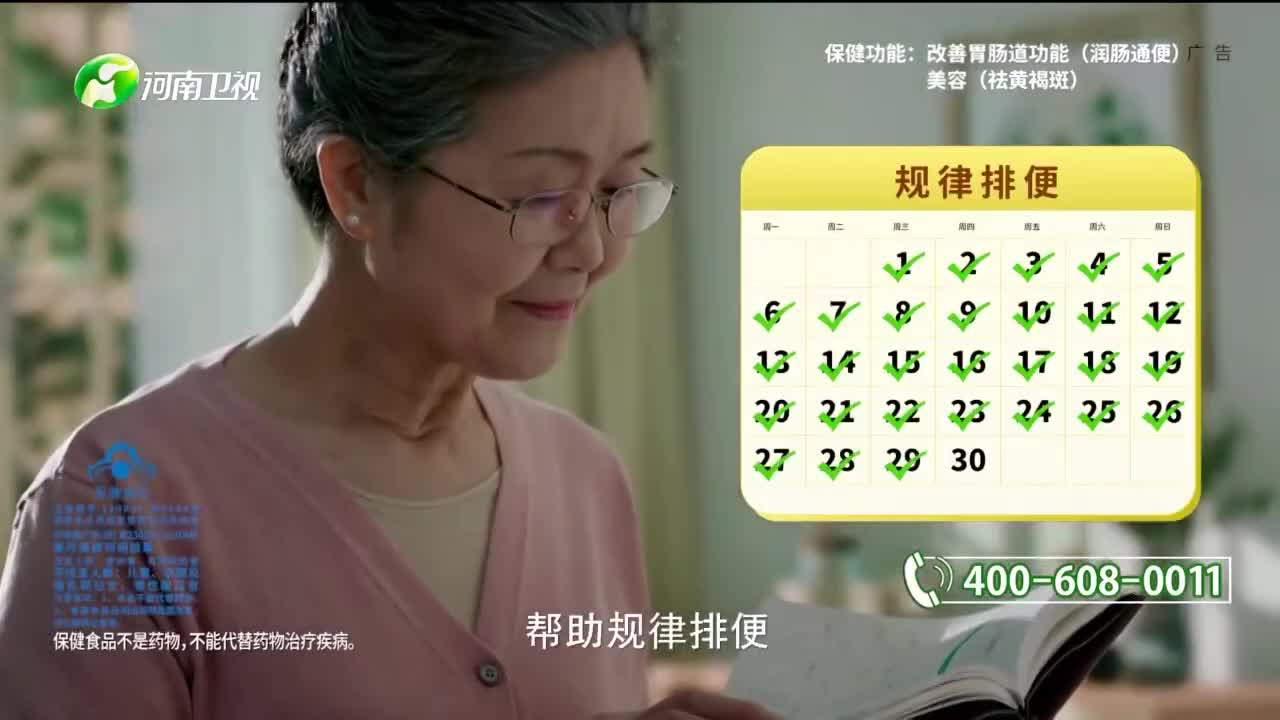 河南卫视
保健功能：改善胃肠道功能（润肠通便）
美容（祛黄褐斑）
广告
规律排便
周一 周二 周三 周四 周五 周六 周日
1 2 3 4 5
6 7 8 9 10 11 12
13 14 15 16 17 18 19
20 21 22 23 24 25 26
27 28 29 30
400-608-0011
帮助规律排便
保健食品不是药物，不能代替药物治疗疾病。